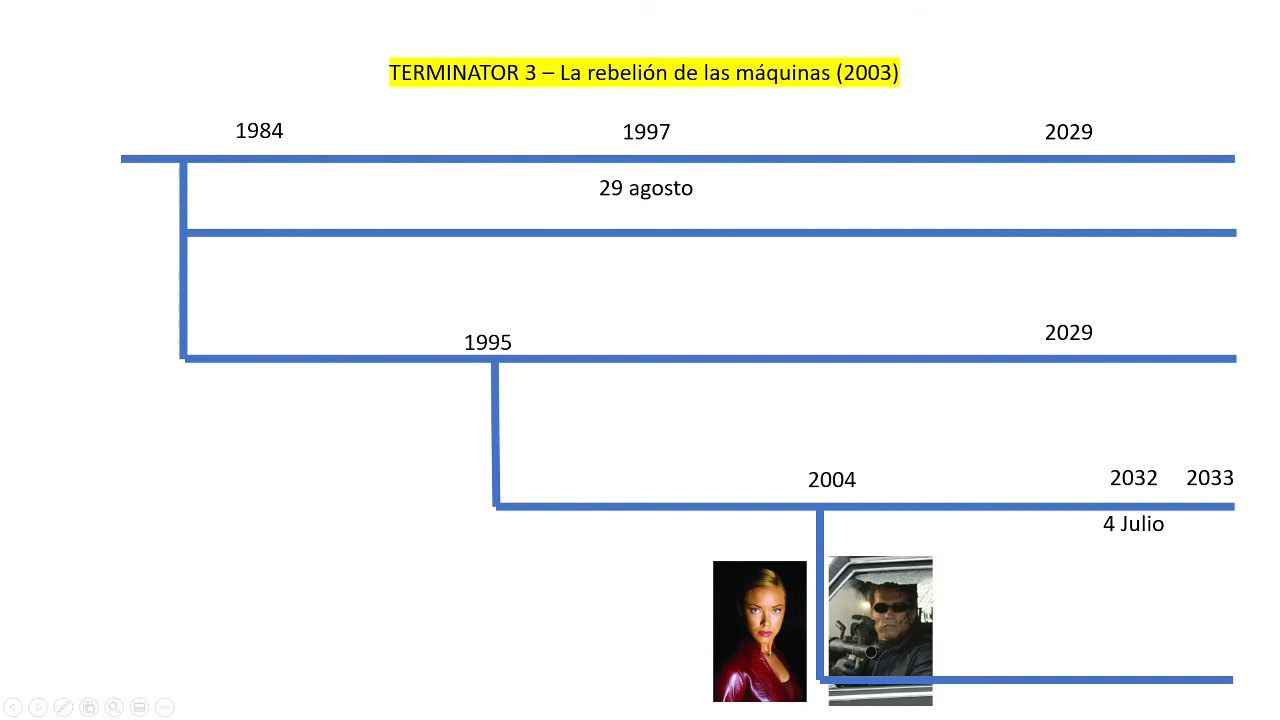 TERMINATOR 3 – La rebelión de las máquinas (2003)
1984
1997
2029
29 agosto
1995
2029
2004
2032
2033
4 Julio